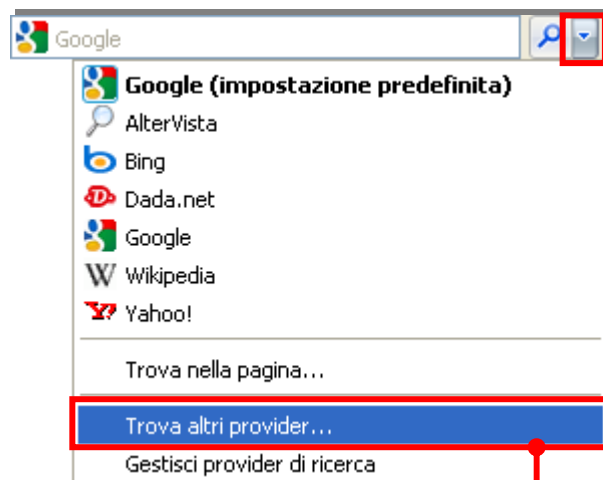 Google
Google (impostazione predefinita)
AlterVista
Bing
Dada.net
Google
W Wikipedia
Y! Yahoo!
Trova nella pagina...
Trova altri provider...
Gestisci provider di ricerca